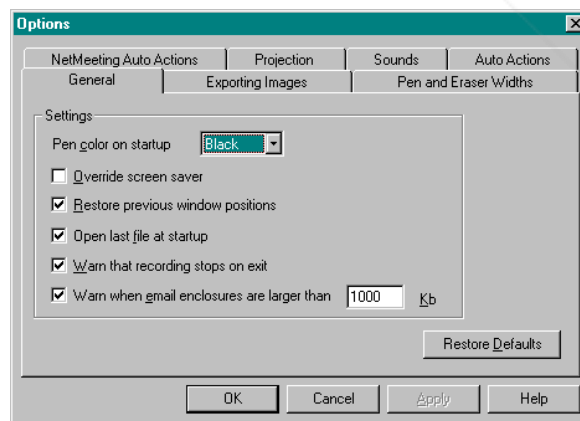 Options
NetMeeting Auto Actions Projection Sounds Auto Actions
General Exporting Images Pen and Eraser Widths
Settings
Pen color on startup Black
Override screen saver
Restore previous window positions
Open last file at startup
Warn that recording stops on exit
Warn when email enclosures are larger than 1000 Kb
Restore Defaults
OK Cancel Apply Help